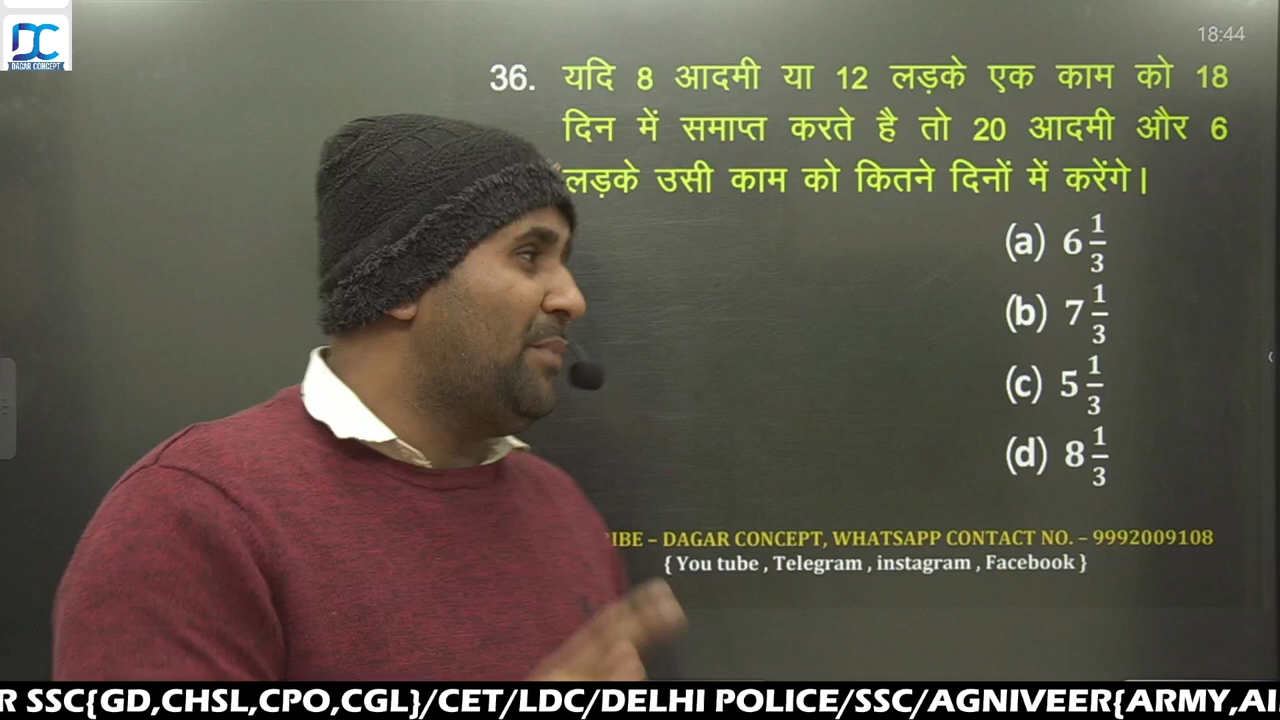 DC
DAGAR CONCEPT
18:44
36. यदि 8 आदमी या 12 लड़के एक काम को 18
दिन में समाप्त करते है तो 20 आदमी और 6
लड़के उसी काम को कितने दिनों में करेंगे।
(a) 6 1/3
(b) 7 1/3
(c) 5 1/3
(d) 8 1/3
IBE – DAGAR CONCEPT, WHATSAPP CONTACT NO. – 9992009108
{ You tube , Telegram , instagram , Facebook }
R SSC{GD,CHSL,CPO,CGL}/CET/LDC/DELHI POLICE/SSC/AGNIVEER{ARMY,AI